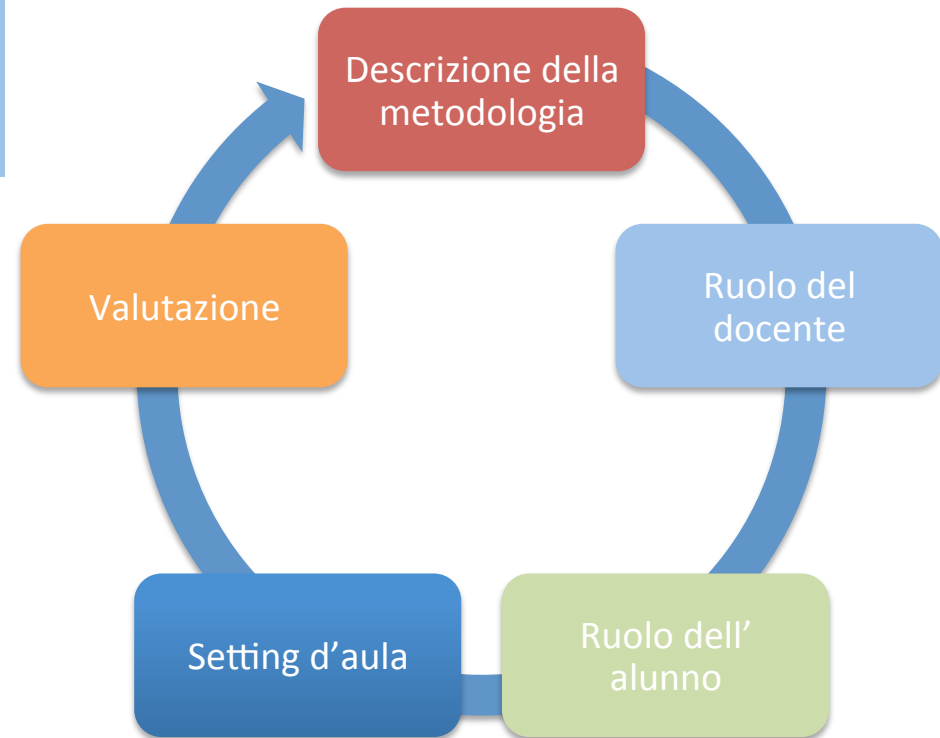 Descrizione della
metodologia
Ruolo del
docente
Ruolo dell’
alunno
Setting d’aula
Valutazione